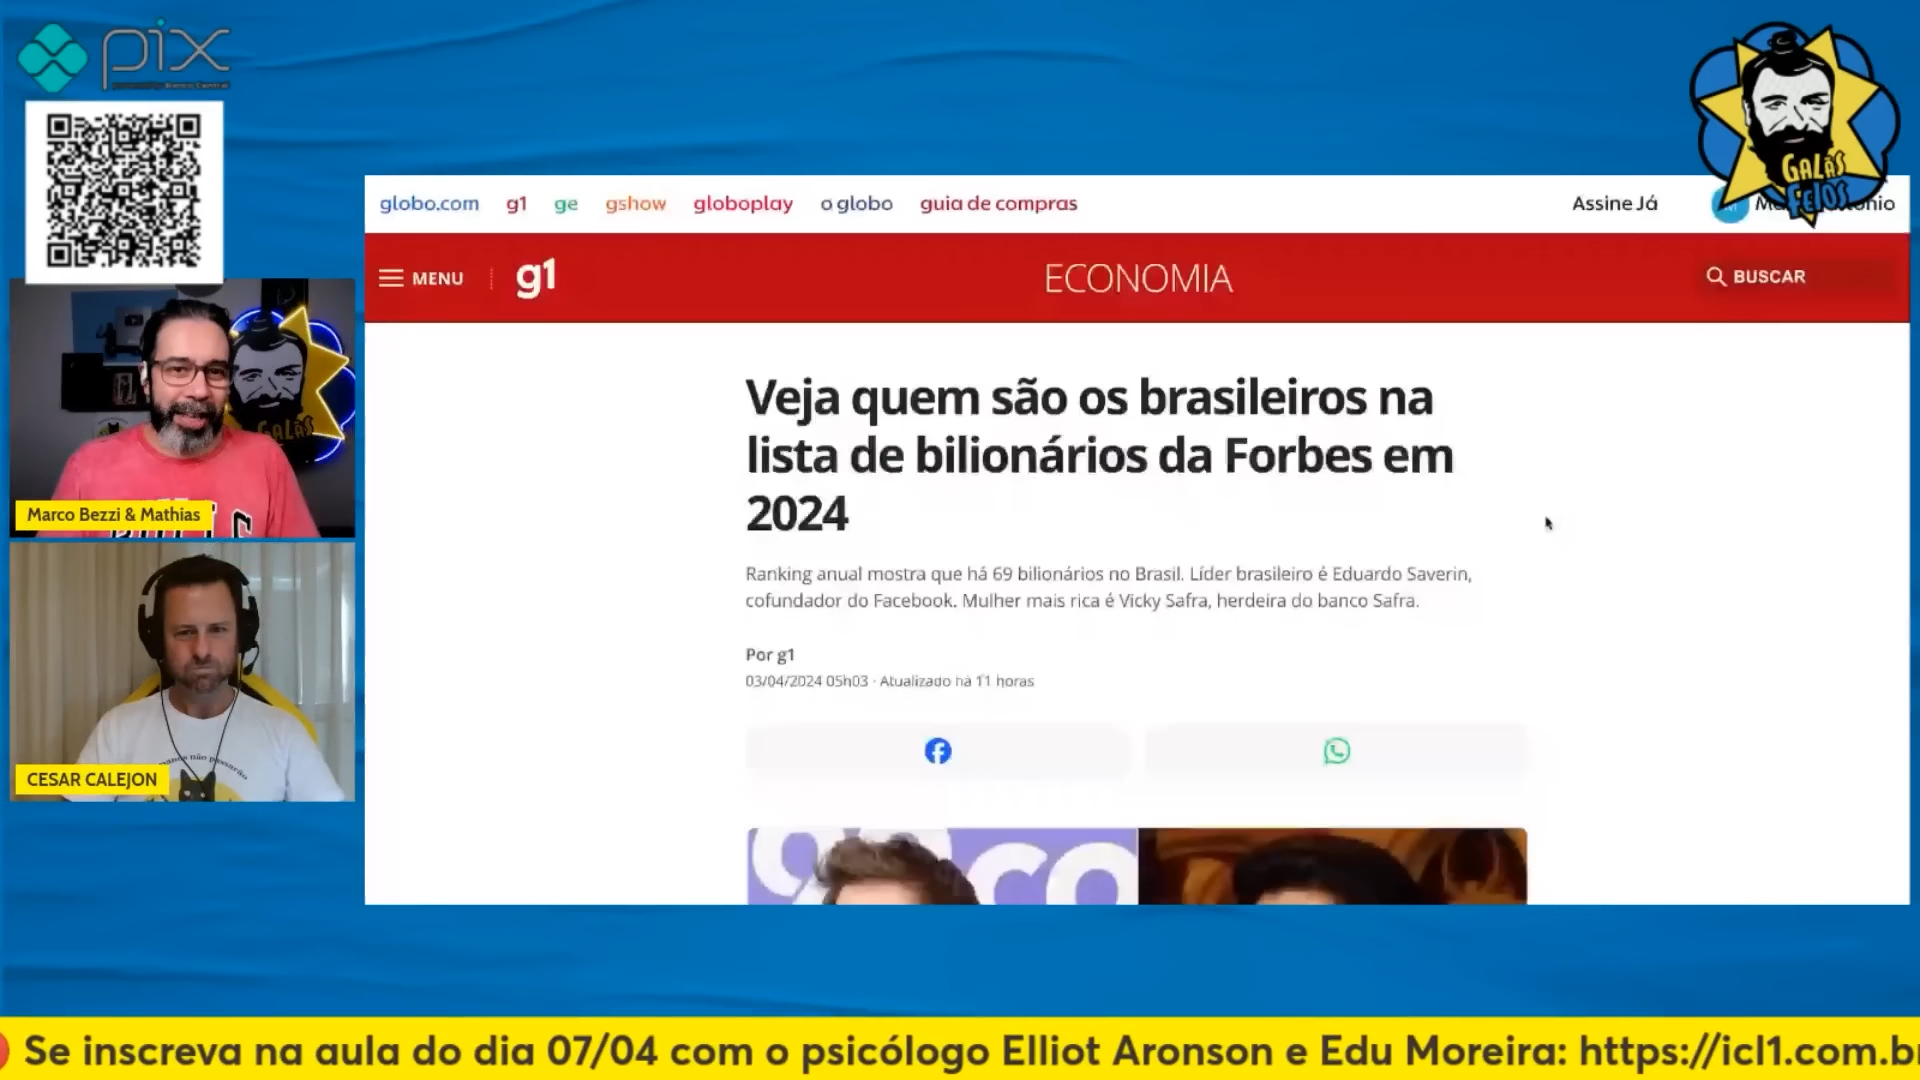 pix
GALÃS
FEIOS
globo.com g1 ge gshow globoplay o globo guia de compras Assine Já
MENU g1 ECONOMIA BUSCAR
Veja quem são os brasileiros na
lista de bilionários da Forbes em
2024
Ranking anual mostra que há 69 bilionários no Brasil. Líder brasileiro é Eduardo Saverin,
cofundador do Facebook. Mulher mais rica é Vicky Safra, herdeira do banco Safra.
Por g1
03/04/2024 05h03 · Atualizado há 11 horas
GALÃS
Marco Bezzi & Mathias
não passarão
CESAR CALEJON
Se inscreva na aula do dia 07/04 com o psicólogo Elliot Aronson e Edu Moreira: https://icl1.com.br